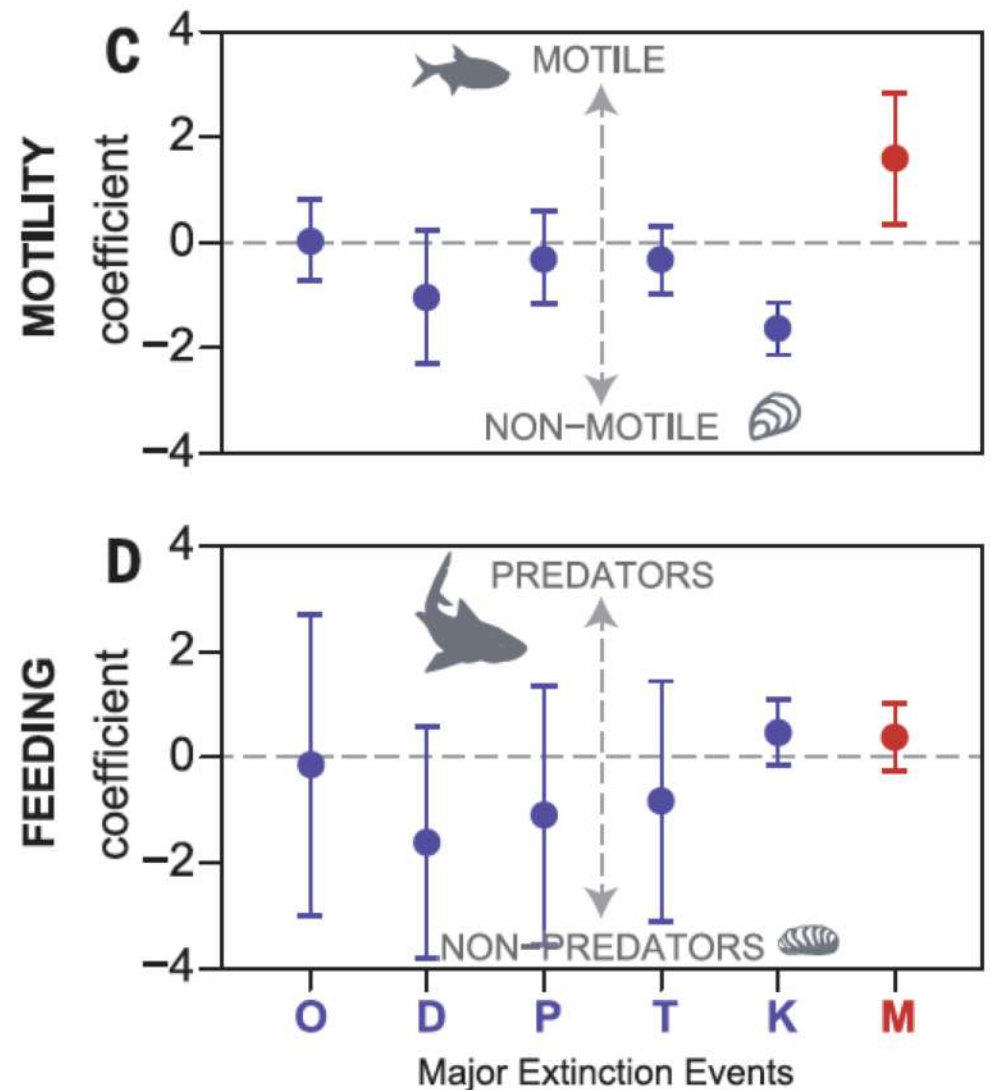 C
MOTILITY
coefficient
4
2
0
−2
−4
MOTILE
NON−MOTILE
D
FEEDING
coefficient
4
2
0
−2
−4
PREDATORS
NON−PREDATORS
O D P T K M
Major Extinction Events